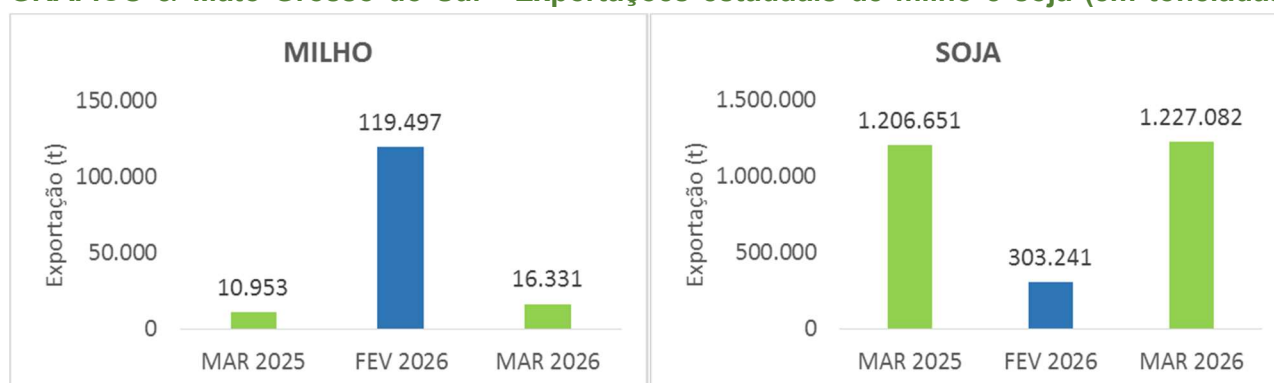 MILHO
Exportação (t)
150.000
100.000
50.000
0
10.953
119.497
16.331
MAR 2025 FEV 2026 MAR 2026
SOJA
Exportação (t)
1.500.000
1.000.000
500.000
0
1.206.651
303.241
1.227.082
MAR 2025 FEV 2026 MAR 2026